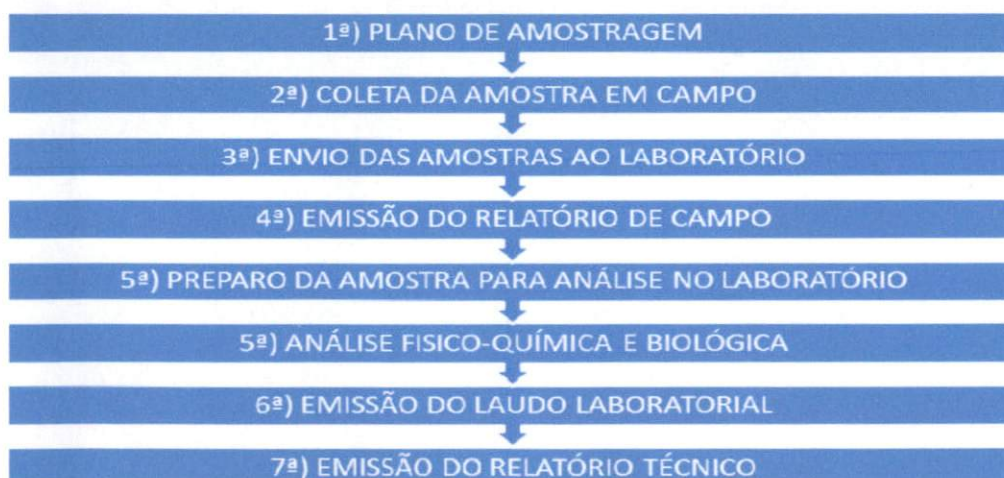 1ª) PLANO DE AMOSTRAGEM
2ª) COLETA DA AMOSTRA EM CAMPO
3ª) ENVIO DAS AMOSTRAS AO LABORATÓRIO
4ª) EMISSÃO DO RELATÓRIO DE CAMPO
5ª) PREPARO DA AMOSTRA PARA ANÁLISE NO LABORATÓRIO
5ª) ANÁLISE FISICO-QUÍMICA E BIOLÓGICA
6ª) EMISSÃO DO LAUDO LABORATORIAL
7ª) EMISSÃO DO RELATÓRIO TÉCNICO